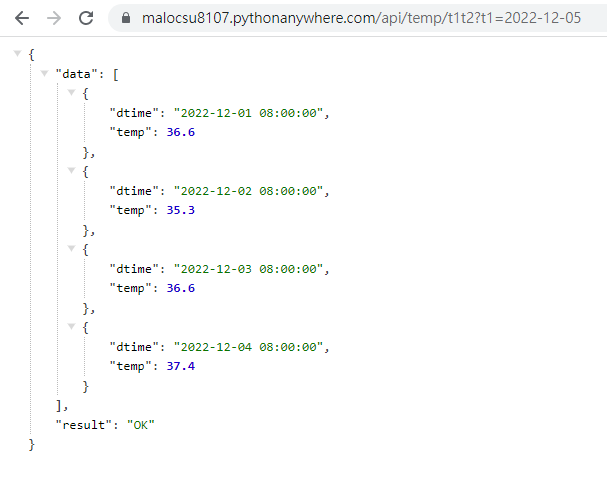 malocsu8107.pythonanywhere.com/api/temp/t1t2?t1=2022-12-05
{
"data": [
{
"dtime": "2022-12-01 08:00:00",
"temp": 36.6
},
{
"dtime": "2022-12-02 08:00:00",
"temp": 35.3
},
{
"dtime": "2022-12-03 08:00:00",
"temp": 36.6
},
{
"dtime": "2022-12-04 08:00:00",
"temp": 37.4
}
],
"result": "OK"
}